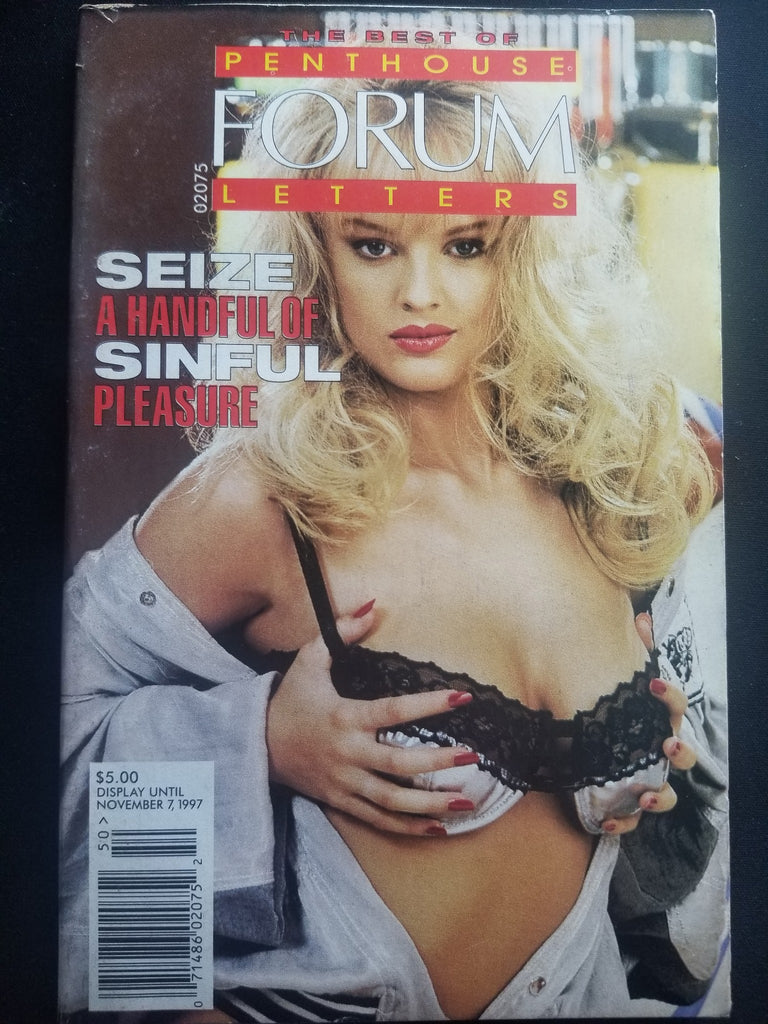 THE BEST OF
PENTHOUSE©
FORUM
LETTERS
02075
SEIZE
A HANDFUL OF
SINFUL
PLEASURE
$5.00
DISPLAY UNTIL
NOVEMBER 7, 1997
50 >
0 71486 02075 2